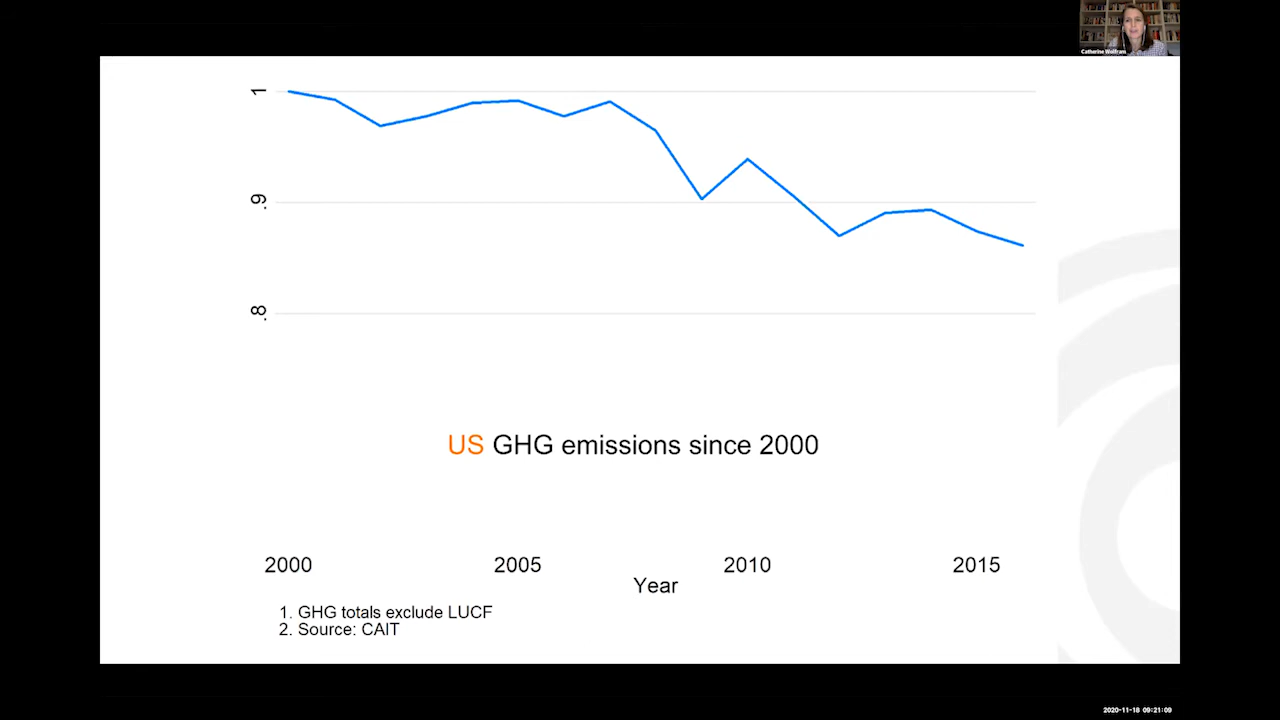 Catherine Wolfram
1
.9
.8
US GHG emissions since 2000
2000 2005 2010 2015
Year
1. GHG totals exclude LUCF
2. Source: CAIT
2020-11-18 09:21:09